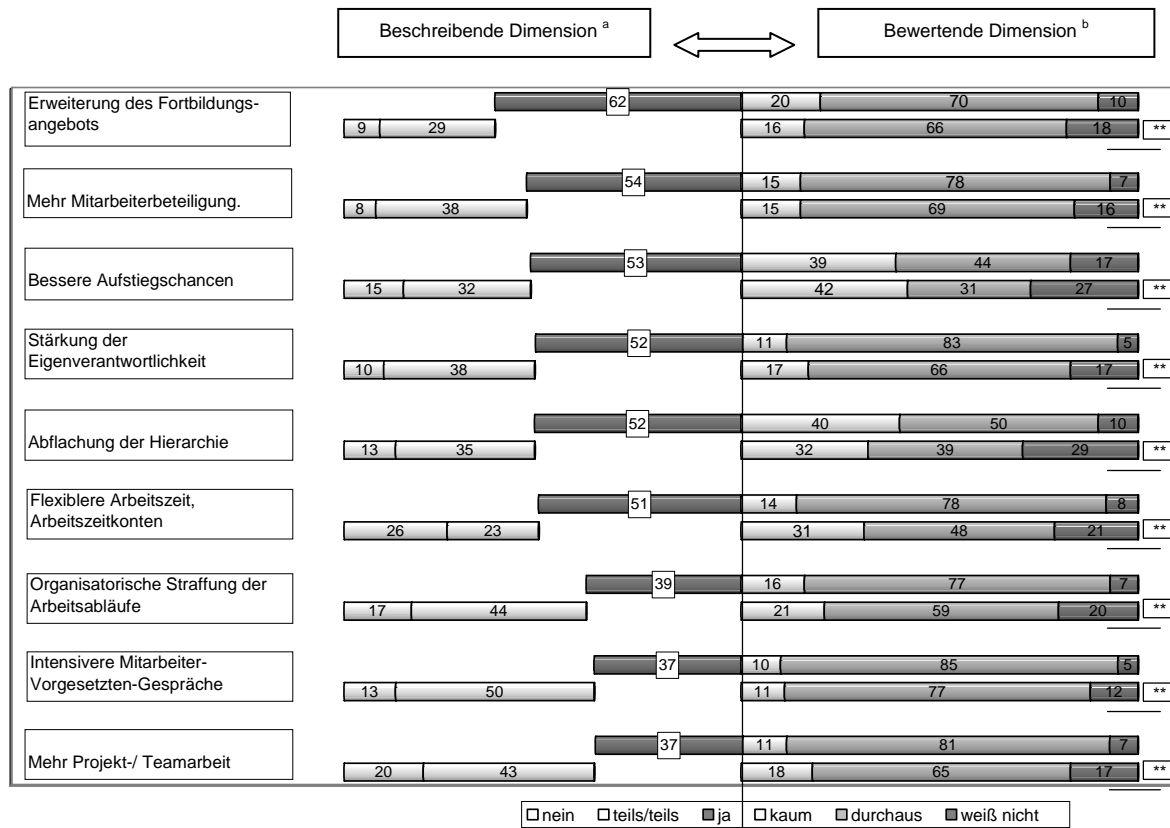 Beschreibende Dimension a
Bewertende Dimension b
Erweiterung des Fortbildungs-
angebots
62 20 70 10
9 29 16 66 18 **
Mehr Mitarbeiterbeteiligung.
54 15 78 7
8 38 15 69 16 **
Bessere Aufstiegschancen
53 39 44 17
15 32 42 31 27 **
Stärkung der
Eigenverantwortlichkeit
52 11 83 5
10 38 17 66 17 **
Abflachung der Hierarchie
52 40 50 10
13 35 32 39 29 **
Flexiblere Arbeitszeit,
Arbeitszeitkonten
51 14 78 8
26 23 31 48 21 **
Organisatorische Straffung der
Arbeitsabläufe
39 16 77 7
17 44 21 59 20 **
Intensivere Mitarbeiter-
Vorgesetzten-Gespräche
37 10 85 5
13 50 11 77 12 **
Mehr Projekt-/ Teamarbeit
37 11 81 7
20 43 18 65 17 **
nein teils/teils ja kaum durchaus weiß nicht